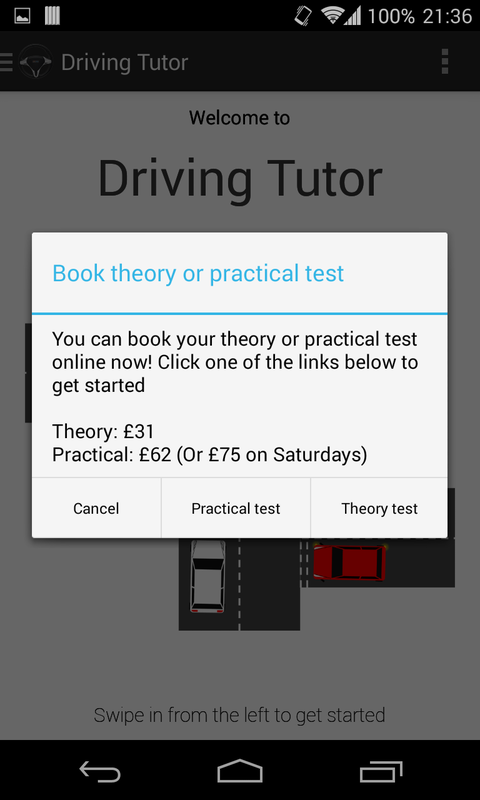 100% 21:36
Driving Tutor
Welcome to
Driving Tutor
Book theory or practical test
You can book your theory or practical test
online now! Click one of the links below to
get started
Theory: £31
Practical: £62 (Or £75 on Saturdays)
Cancel Practical test Theory test
Swipe in from the left to get started